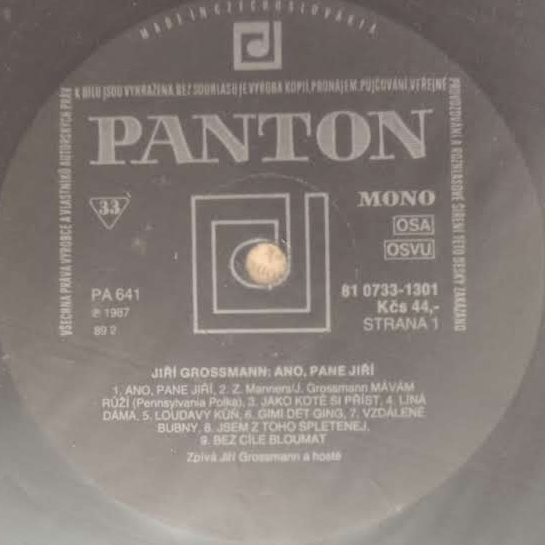 MADE IN CZECHOSLOVAKIA
K DÍLU JSOU VYHRAŽENA. BEZ SOUHLASU JE VÝROBA KOPIÍ, PRONÁJEM, PŮJČOVÁNÍ, VEŘEJNÉ
PROVOZOVÁNÍ A ROZHLASOVÉ ŠÍŘENÍ TÉTO DESKY ZAKÁZÁNO
VŠECHNA PRÁVA VÝROBCE A VLASTNÍKŮ AUTORSKÝCH PRÁV
PANTON
33
MONO
OSA
OSVU
PA 641
℗ 1987
89 2
81 0733-1301
Kčs 44,-
STRANA 1
JIŘÍ GROSSMANN: ANO, PANE JIŘÍ
1. ANO, PANE JIŘÍ, 2. Z. Manners/J. Grossmann MÁVÁM
RŮŽÍ (Pennsylvania Polka), 3. JAKO KOTĚ SI PŘÍST, 4. LÍNÁ
DÁMA, 5. LOUDAVÝ KŮŇ, 6. GIMI DET GING, 7. VZDÁLENÉ
BUBNY, 8. JSEM Z TOHO SPLETENEJ,
9. BEZ CÍLE BLOUMAT
Zpívá Jiří Grossmann a hosté